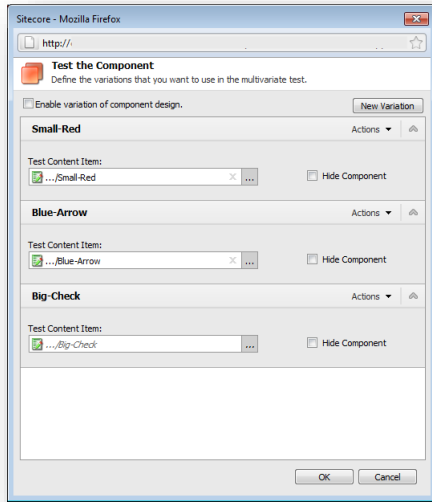 Sitecore - Mozilla Firefox
http://
Test the Component
Define the variations that you want to use in the multivariate test.
Enable variation of component design.
New Variation
Small-Red
Actions
Test Content Item:
.../Small-Red
x
...
Hide Component
Blue-Arrow
Actions
Test Content Item:
.../Blue-Arrow
x
...
Hide Component
Big-Check
Actions
Test Content Item:
.../Big-Check
...
Hide Component
OK
Cancel